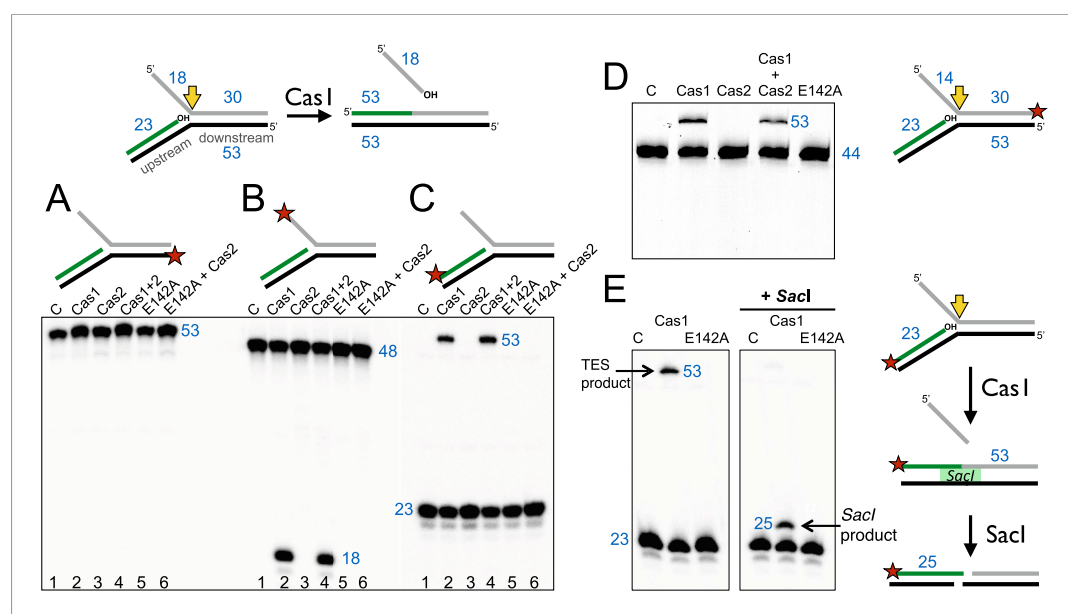 5'
18
OH
30
23
upstream
downstream
5'
53
Cas1
5'
18
OH
53
5'
53
A
B
C
C
Cas1
Cas2
Cas1+2
E142A
E142A + Cas2
C
Cas1
Cas2
Cas1+2
E142A
E142A + Cas2
C
Cas1
Cas2
Cas1+2
E142A
E142A + Cas2
53
48
53
23
18
1 2 3 4 5 6
1 2 3 4 5 6
1 2 3 4 5 6
D
Cas1
+
C Cas1 Cas2 Cas2 E142A
53
44
5'
14
30
23
OH
5'
53
E
+ SacI
Cas1
C E142A
Cas1
C E142A
TES
product
53
23
25
SacI
product
5'
23
OH
5'
Cas1
5'
53
SacI
SacI
25